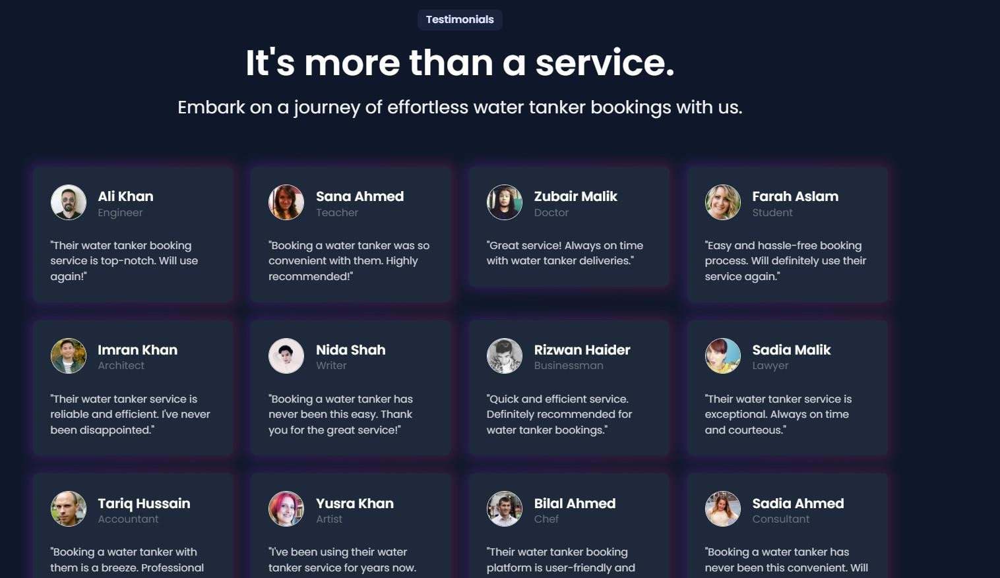 Testimonials
It's more than a service.
Embark on a journey of effortless water tanker bookings with us.
Ali Khan
Engineer
"Their water tanker booking
service is top-notch. Will use
again!"
Sana Ahmed
Teacher
"Booking a water tanker was so
convenient with them. Highly
recommended!"
Zubair Malik
Doctor
"Great service! Always on time
with water tanker deliveries."
Farah Aslam
Student
"Easy and hassle-free booking
process. Will definitely use their
service again."
Imran Khan
Architect
"Their water tanker service is
reliable and efficient. I've never
been disappointed."
Nida Shah
Writer
"Booking a water tanker has
never been this easy. Thank
you for the great service!"
Rizwan Haider
Businessman
"Quick and efficient service.
Definitely recommended for
water tanker bookings."
Sadia Malik
Lawyer
"Their water tanker service is
exceptional. Always on time
and courteous."
Tariq Hussain
Accountant
"Booking a water tanker with
them is a breeze. Professional
Yusra Khan
Artist
"I've been using their water
tanker service for years now.
Bilal Ahmed
Chef
"Their water tanker booking
platform is user-friendly and
Sadia Ahmed
Consultant
"Booking a water tanker has
never been this convenient. Will